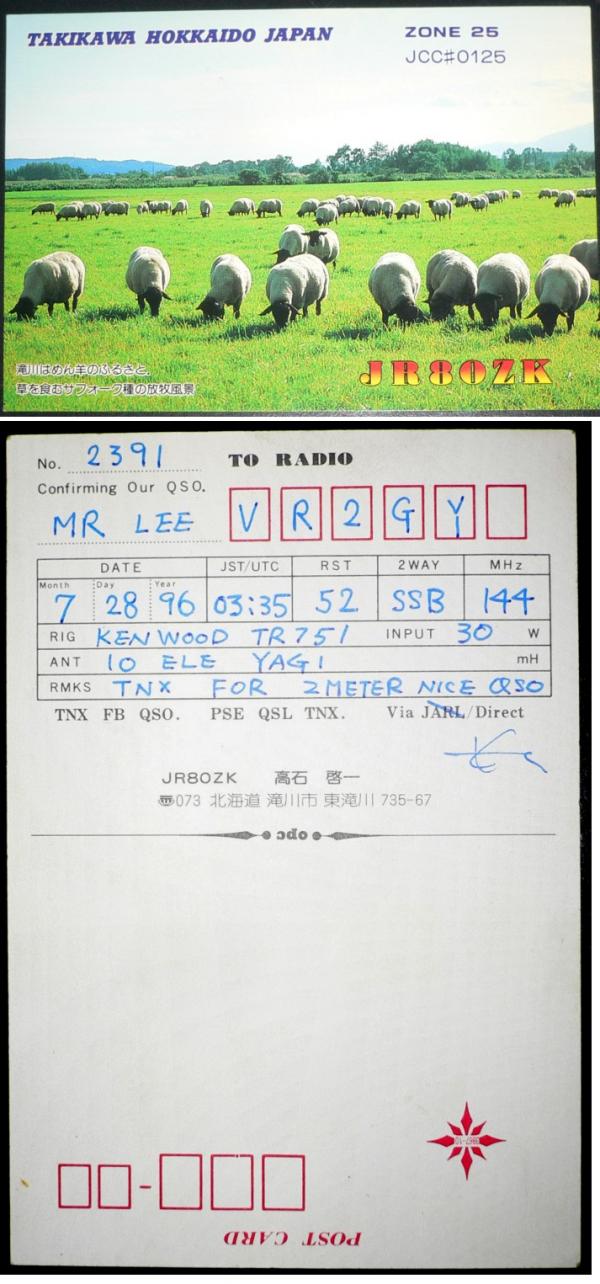 TAKIKAWA HOKKAIDO JAPAN
ZONE 25
JCC#0125
滝川はめん羊のふるさと。
草を食むサフォーク種の放牧風景
JR8OZK
No. 2391 TO RADIO
Confirming Our QSO.
MR LEE VR2GY
DATE JST/UTC RST 2WAY MHz
Month Day Year
7 28 96 03:35 52 SSB 144
RIG KENWOOD TR751 INPUT 30 W
ANT 10 ELE YAGI mH
RMKS TNX FOR 2METER NICE QSO
TNX FB QSO. PSE QSL TNX. Via JARL/Direct
JR8OZK 高石 啓一
〠073 北海道 滝川市 東滝川 735-67
POST CARD